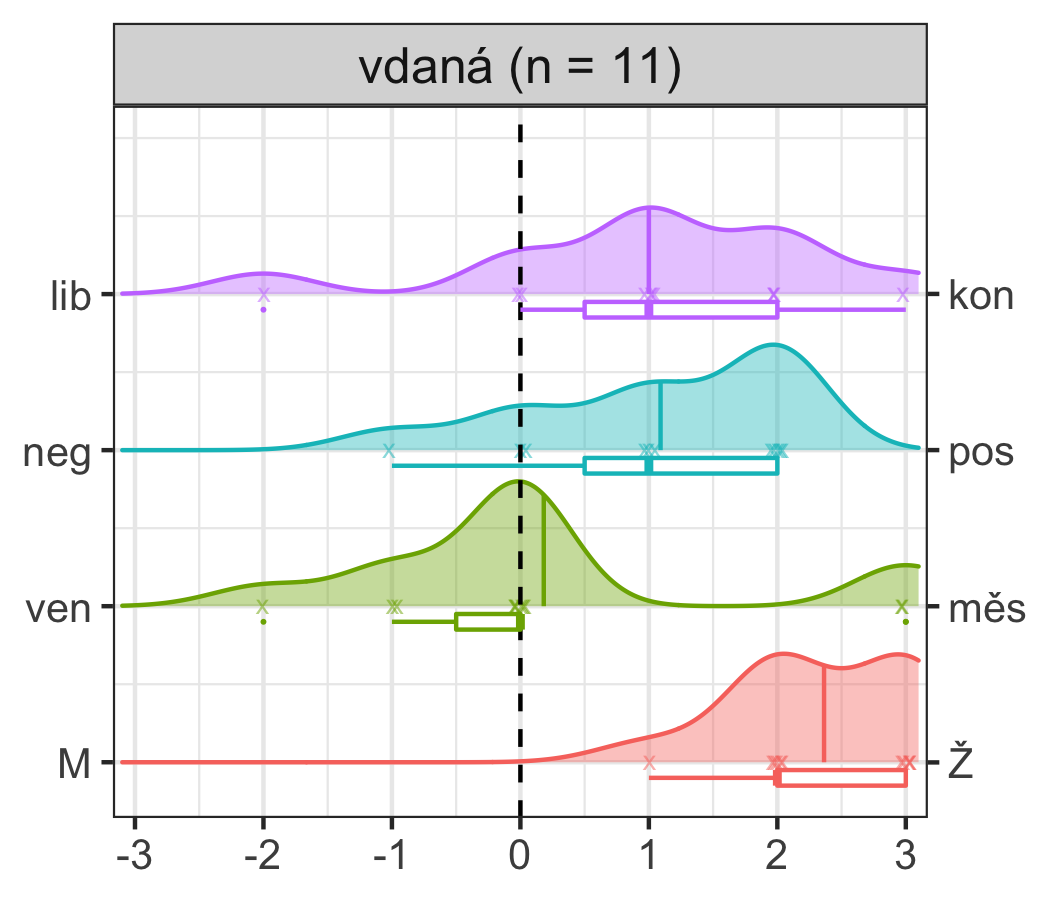 vdaná (n = 11)
lib kon
neg pos
ven měs
M Ž
-3 -2 -1 0 1 2 3